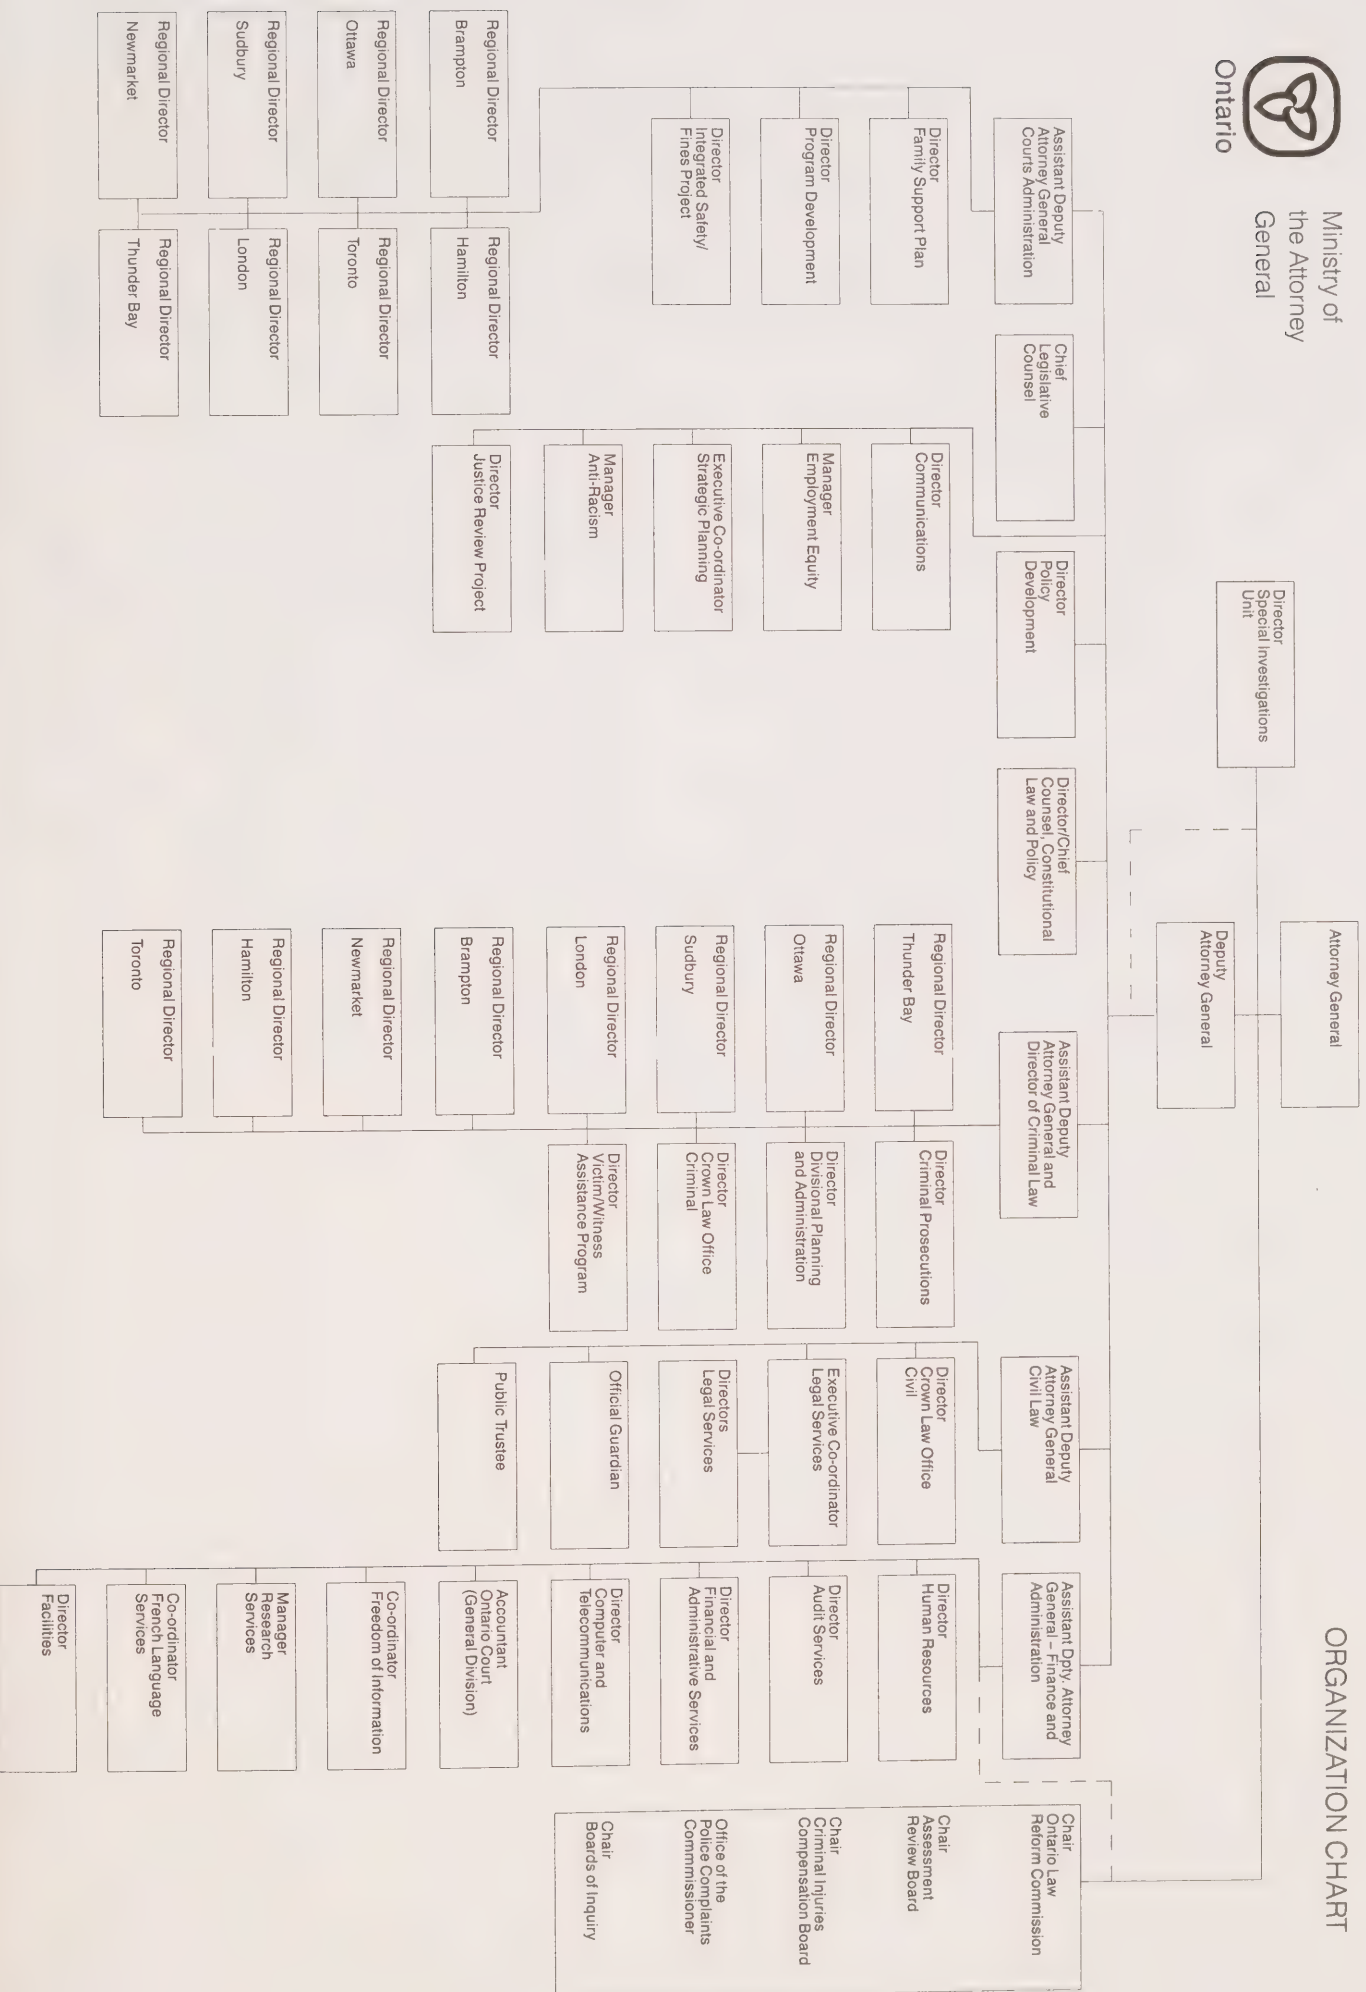 Ontario
Ministry of
the Attorney
General
ORGANIZATION CHART
Attorney General
Director
Special Investigations
Unit
Deputy
Attorney General
Assistant Deputy
Attorney General
Courts Administration
Chief
Legislative
Counsel
Director
Policy
Development
Director/Chief
Counsel, Constitutional
Law and Policy
Assistant Deputy
Attorney General and
Director of Criminal Law
Assistant Deputy
Attorney General
Civil Law
Assistant Dpty. Attorney
General – Finance and
Administration
Chair
Ontario Law
Reform Commission
Chair
Assessment
Review Board
Chair
Criminal Injuries
Compensation Board
Office of the
Police Complaints
Commmissioner
Chair
Boards of Inquiry
Director
Family Support Plan
Director
Program Development
Director
Integrated Safety/
Fines Project
Regional Director
Brampton
Regional Director
Hamilton
Regional Director
Ottawa
Regional Director
Toronto
Regional Director
Sudbury
Regional Director
London
Regional Director
Newmarket
Regional Director
Thunder Bay
Director
Communications
Manager
Employment Equity
Executive Co-ordinator
Strategic Planning
Manager
Anti-Racism
Director
Justice Review Project
Regional Director
Thunder Bay
Regional Director
Ottawa
Regional Director
Sudbury
Regional Director
London
Regional Director
Brampton
Regional Director
Newmarket
Regional Director
Hamilton
Regional Director
Toronto
Director
Criminal Prosecutions
Director
Divisional Planning
and Administration
Director
Crown Law Office
Criminal
Director
Victim/Witness
Assistance Program
Director
Crown Law Office
Civil
Executive Co-ordinator
Legal Services
Directors
Legal Services
Official Guardian
Public Trustee
Director
Human Resources
Director
Audit Services
Director
Financial and
Administrative Services
Director
Computer and
Telecommunications
Accountant
Ontario Court
(General Division)
Co-ordinator
Freedom of Information
Manager
Research
Services
Co-ordinator
French Language
Services
Director
Facilities